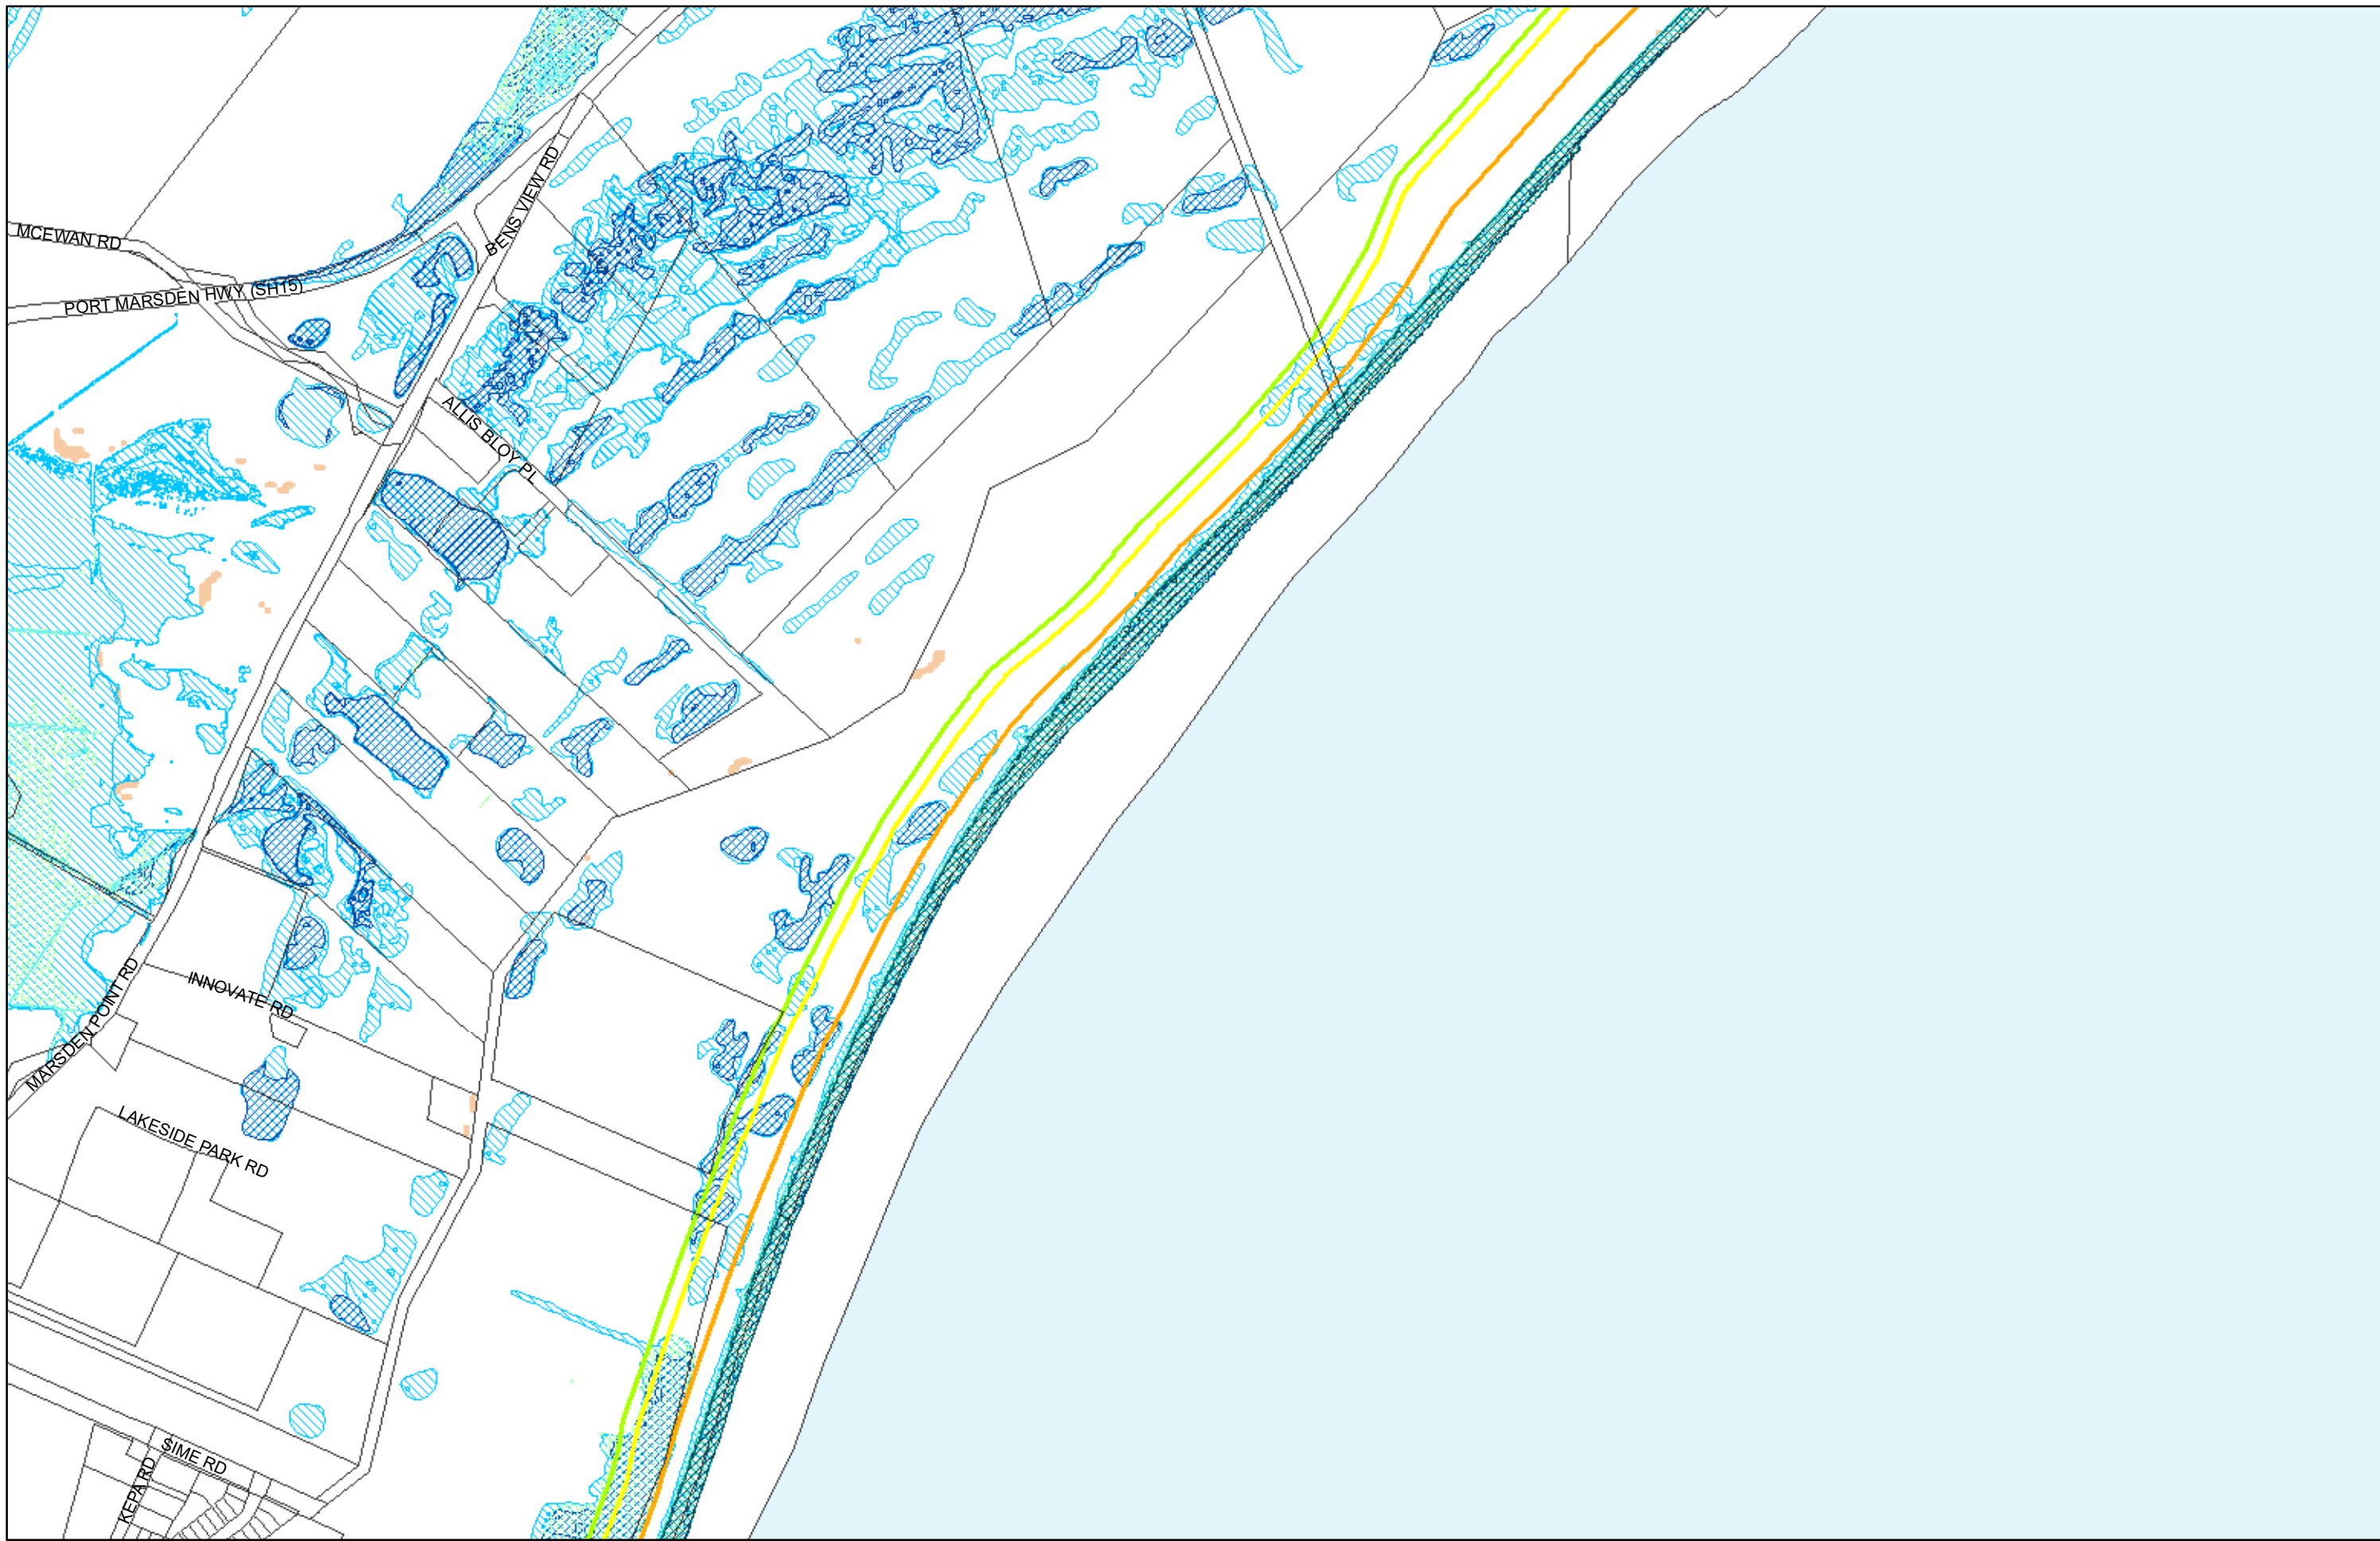 BENS VIEW RD
MCEWAN RD
PORT MARSDEN HWY (SH15)
ALLIS BLOY PL
MARSDEN POINT RD
INNOVATE RD
LAKESIDE PARK RD
SIME RD
KEPA RD